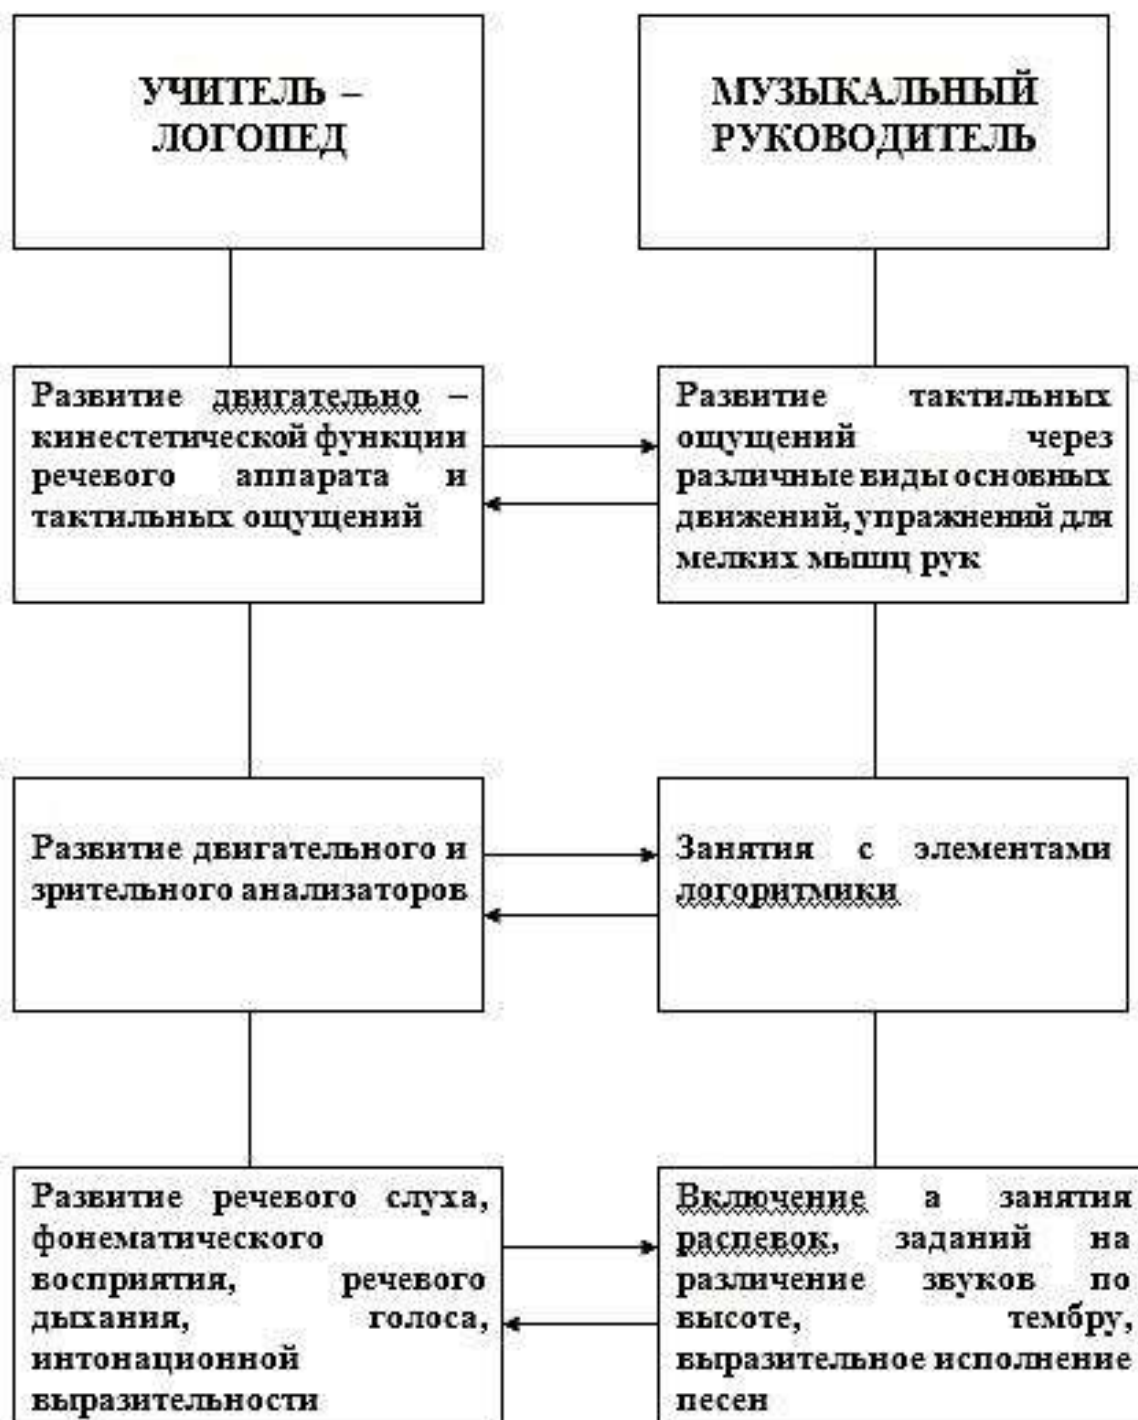 УЧИТЕЛЬ –
ЛОГОПЕД
МУЗЫКАЛЬНЫЙ
РУКОВОДИТЕЛЬ
Развитие двигательно –
кинестетической функции
речевого аппарата и
тактильных ощущений
Развитие тактильных
ощущений через
различные виды основных
движений, упражнений для
мелких мышц рук
Развитие двигательного и
зрительного анализаторов
Занятия с элементами
логоритмики
Развитие речевого слуха,
фонематического
восприятия, речевого
дыхания, голоса,
интонационной
выразительности
Включение а занятия
распевок, заданий на
различение звуков по
высоте, тембру,
выразительное исполнение
песен